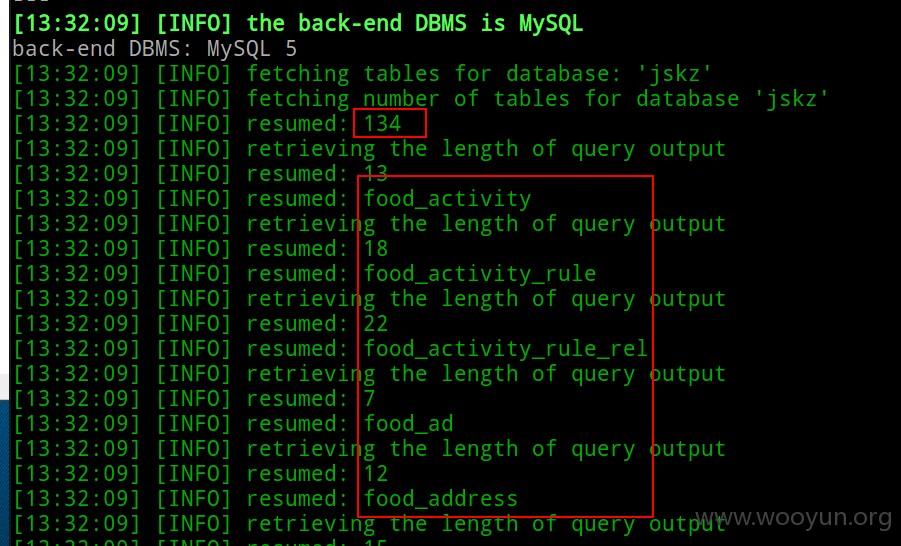 [13:32:09] [INFO] the back-end DBMS is MySQL
back-end DBMS: MySQL 5
[13:32:09] [INFO] fetching tables for database: 'jskz'
[13:32:09] [INFO] fetching number of tables for database 'jskz'
[13:32:09] [INFO] resumed: 134
[13:32:09] [INFO] retrieving the length of query output
[13:32:09] [INFO] resumed: 13
[13:32:09] [INFO] resumed: food_activity
[13:32:09] [INFO] retrieving the length of query output
[13:32:09] [INFO] resumed: 18
[13:32:09] [INFO] resumed: food_activity_rule
[13:32:09] [INFO] retrieving the length of query output
[13:32:09] [INFO] resumed: 22
[13:32:09] [INFO] resumed: food_activity_rule_rel
[13:32:09] [INFO] retrieving the length of query output
[13:32:09] [INFO] resumed: 7
[13:32:09] [INFO] resumed: food_ad
[13:32:09] [INFO] retrieving the length of query output
[13:32:09] [INFO] resumed: 12
[13:32:09] [INFO] resumed: food_address
[13:32:09] [INFO] retrieving the length of query output
www.wooyun.org
[13:32:09] [INFO] resumed: 15